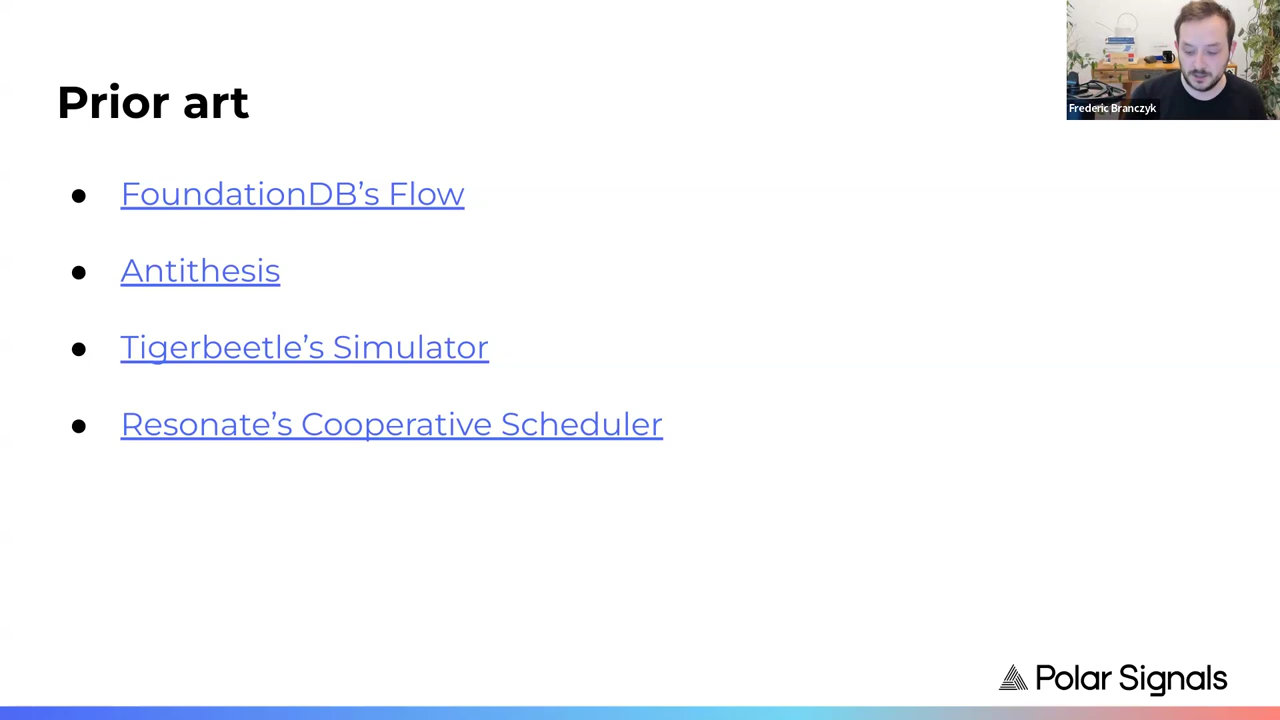 Prior art
Frederic Branczyk
● FoundationDB’s Flow
● Antithesis
● Tigerbeetle’s Simulator
● Resonate’s Cooperative Scheduler
Polar Signals